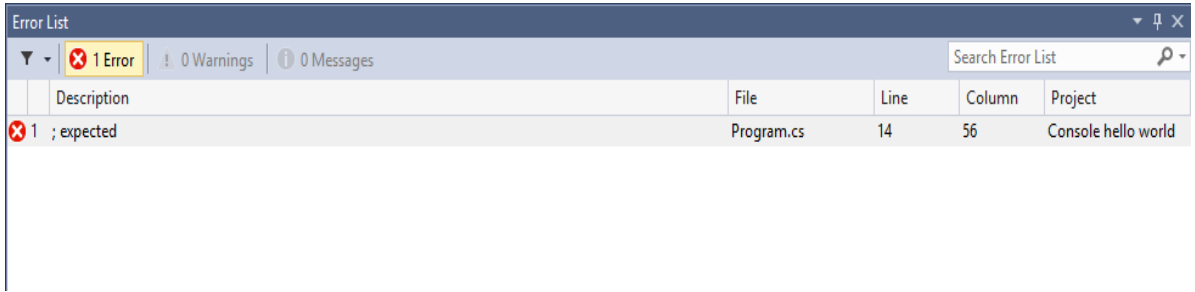 Error List
1 Error 0 Warnings 0 Messages Search Error List
Description File Line Column Project
1 ; expected Program.cs 14 56 Console hello world